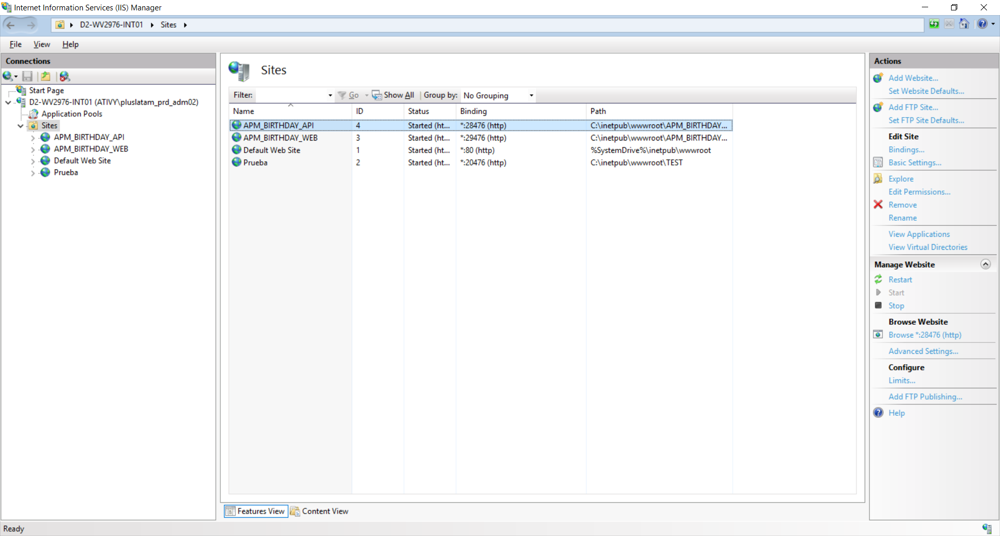 Internet Information Services (IIS) Manager
D2-WV2976-INT01 Sites
File View Help
Connections
Start Page
D2-WV2976-INT01 (ATIVY\pluslatam_prd_adm02)
Application Pools
Sites
APM_BIRTHDAY_API
APM_BIRTHDAY_WEB
Default Web Site
Prueba
Sites
Filter: Go Show All Group by: No Grouping
Name ID Status Binding Path
APM_BIRTHDAY_API 4 Started (ht... *:28476 (http) C:\inetpub\wwwroot\APM_BIRTHDAY...
APM_BIRTHDAY_WEB 3 Started (ht... *:29476 (http) C:\inetpub\wwwroot\APM_BIRTHDAY...
Default Web Site 1 Started (ht... *:80 (http) %SystemDrive%\inetpub\wwwroot
Prueba 2 Started (ht... *:20476 (http) C:\inetpub\wwwroot\TEST
Features View Content View
Actions
Add Website...
Set Website Defaults...
Add FTP Site...
Set FTP Site Defaults...
Edit Site
Bindings...
Basic Settings...
Explore
Edit Permissions...
Remove
Rename
View Applications
View Virtual Directories
Manage Website
Restart
Start
Stop
Browse Website
Browse *:28476 (http)
Advanced Settings...
Configure
Limits...
Add FTP Publishing...
Help
Ready